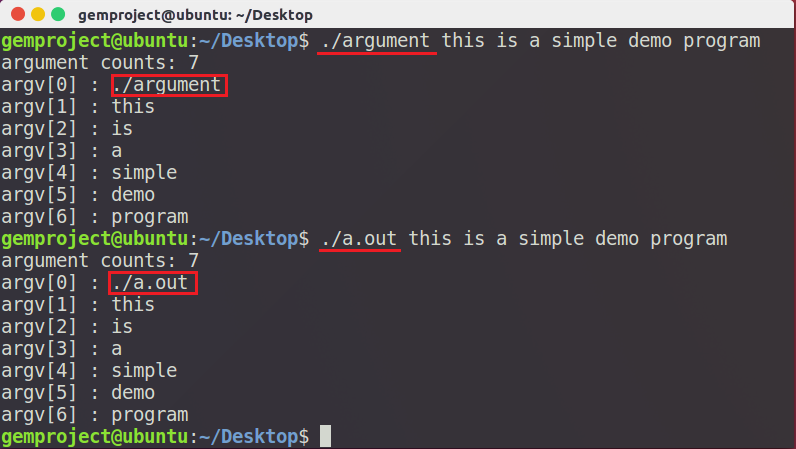 gemproject@ubuntu: ~/Desktop
gemproject@ubuntu:~/Desktop$ ./argument this is a simple demo program
argument counts: 7
argv[0] : ./argument
argv[1] : this
argv[2] : is
argv[3] : a
argv[4] : simple
argv[5] : demo
argv[6] : program
gemproject@ubuntu:~/Desktop$ ./a.out this is a simple demo program
argument counts: 7
argv[0] : ./a.out
argv[1] : this
argv[2] : is
argv[3] : a
argv[4] : simple
argv[5] : demo
argv[6] : program
gemproject@ubuntu:~/Desktop$